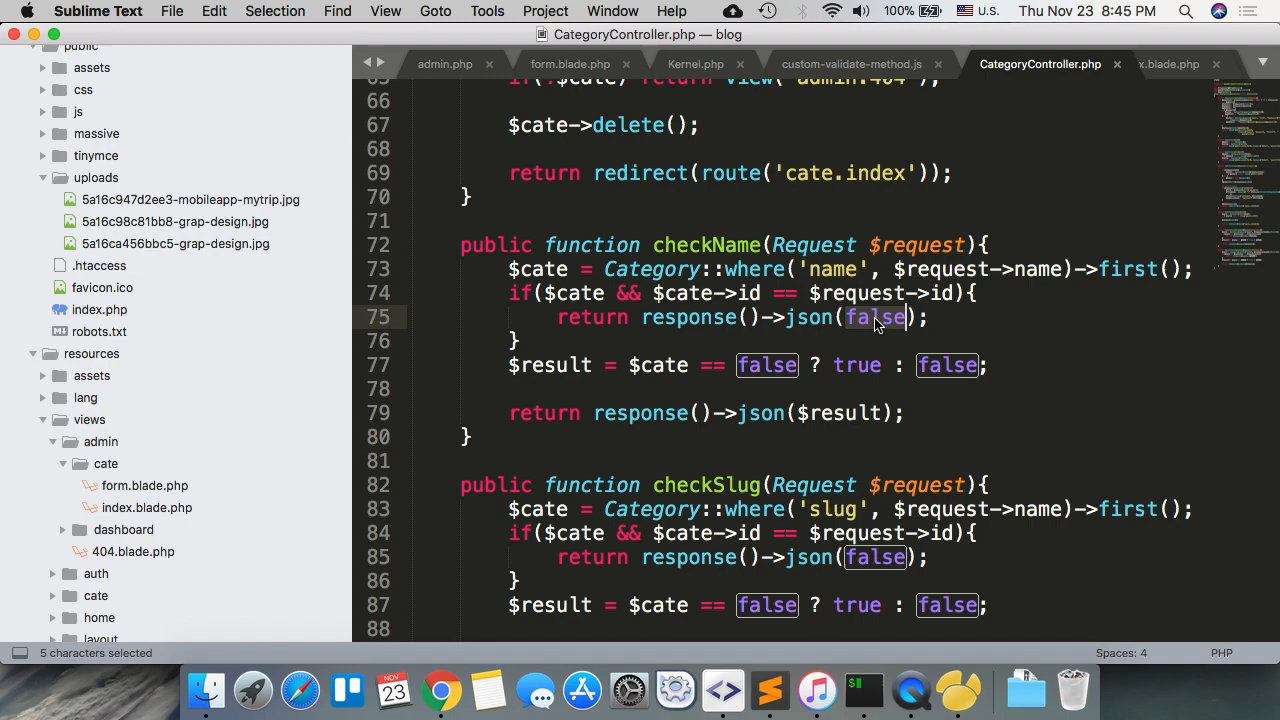 Sublime Text File Edit Selection Find View Goto Tools Project Window Help 100% U.S. Thu Nov 23 8:45 PM
CategoryController.php — blog
public
assets
css
js
massive
tinymce
uploads
5a16c947d2ee3-mobileapp-mytrip.jpg
5a16c98c81bb8-grap-design.jpg
5a16ca456bbc5-grap-design.jpg
.htaccess
favicon.ico
index.php
robots.txt
resources
assets
lang
views
admin
cate
form.blade.php
index.blade.php
dashboard
404.blade.php
auth
cate
home
layout
admin.php × form.blade.php × Kernel.php × custom-validate-method.js × CategoryController.php × x.blade.php ×
65 if(!$cate) return view('admin.404');
66
67 $cate->delete();
68
69 return redirect(route('cate.index'));
70 }
71
72 public function checkName(Request $request){
73 $cate = Category::where('name', $request->name)->first();
74 if($cate && $cate->id == $request->id){
75 return response()->json(false);
76 }
77 $result = $cate == false ? true : false;
78
79 return response()->json($result);
80 }
81
82 public function checkSlug(Request $request){
83 $cate = Category::where('slug', $request->name)->first();
84 if($cate && $cate->id == $request->id){
85 return response()->json(false);
86 }
87 $result = $cate == false ? true : false;
88
5 characters selected Spaces: 4 PHP
NOV
23